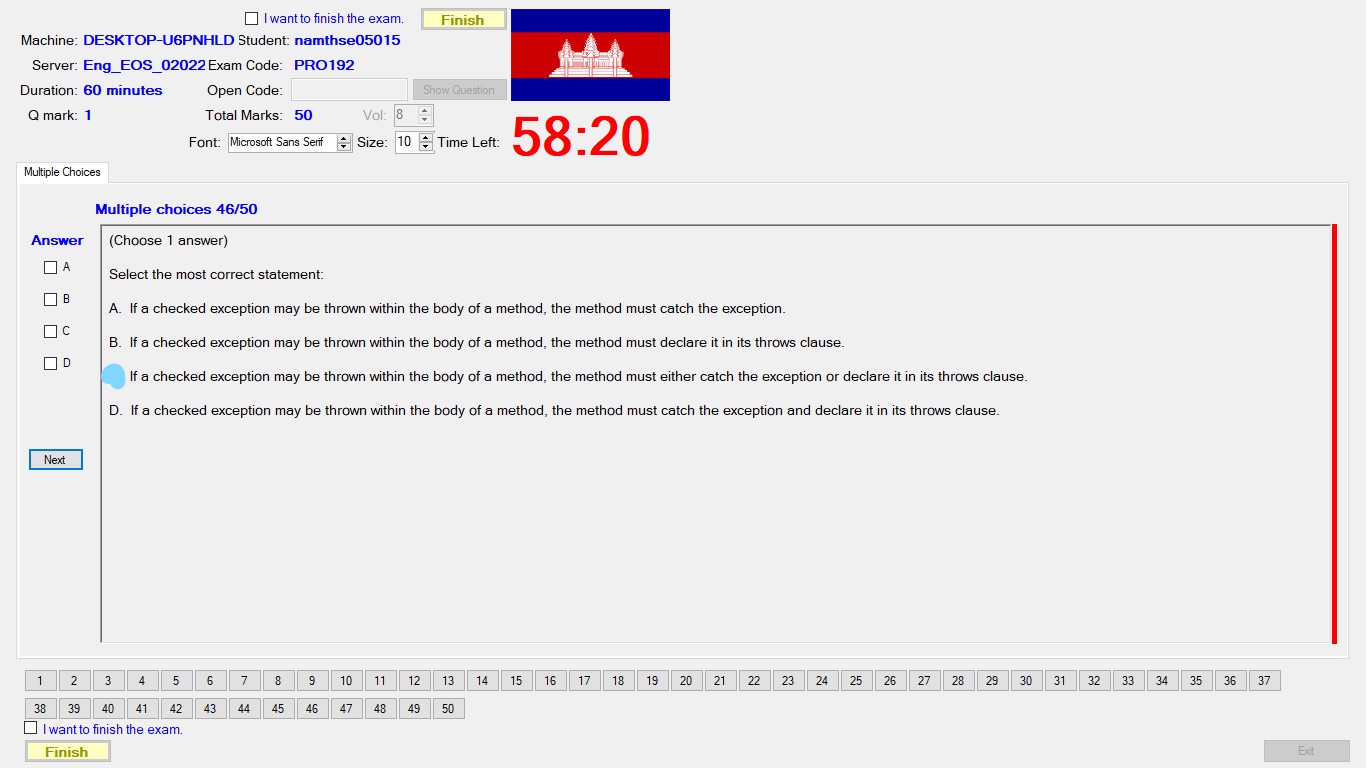 I want to finish the exam. Finish
Machine: DESKTOP-U6PNHLD Student: namthse05015
Server: Eng_EOS_02022 Exam Code: PRO192
Duration: 60 minutes Open Code: Show Question
Q mark: 1 Total Marks: 50 Vol: 8
Font: Microsoft Sans Serif Size: 10 Time Left: 58:20
Multiple Choices
Multiple choices 46/50
Answer
A
B
C
D
Next
(Choose 1 answer)
Select the most correct statement:
A. If a checked exception may be thrown within the body of a method, the method must catch the exception.
B. If a checked exception may be thrown within the body of a method, the method must declare it in its throws clause.
If a checked exception may be thrown within the body of a method, the method must either catch the exception or declare it in its throws clause.
D. If a checked exception may be thrown within the body of a method, the method must catch the exception and declare it in its throws clause.
1 2 3 4 5 6 7 8 9 10 11 12 13 14 15 16 17 18 19 20 21 22 23 24 25 26 27 28 29 30 31 32 33 34 35 36 37
38 39 40 41 42 43 44 45 46 47 48 49 50
I want to finish the exam.
Finish
Exit